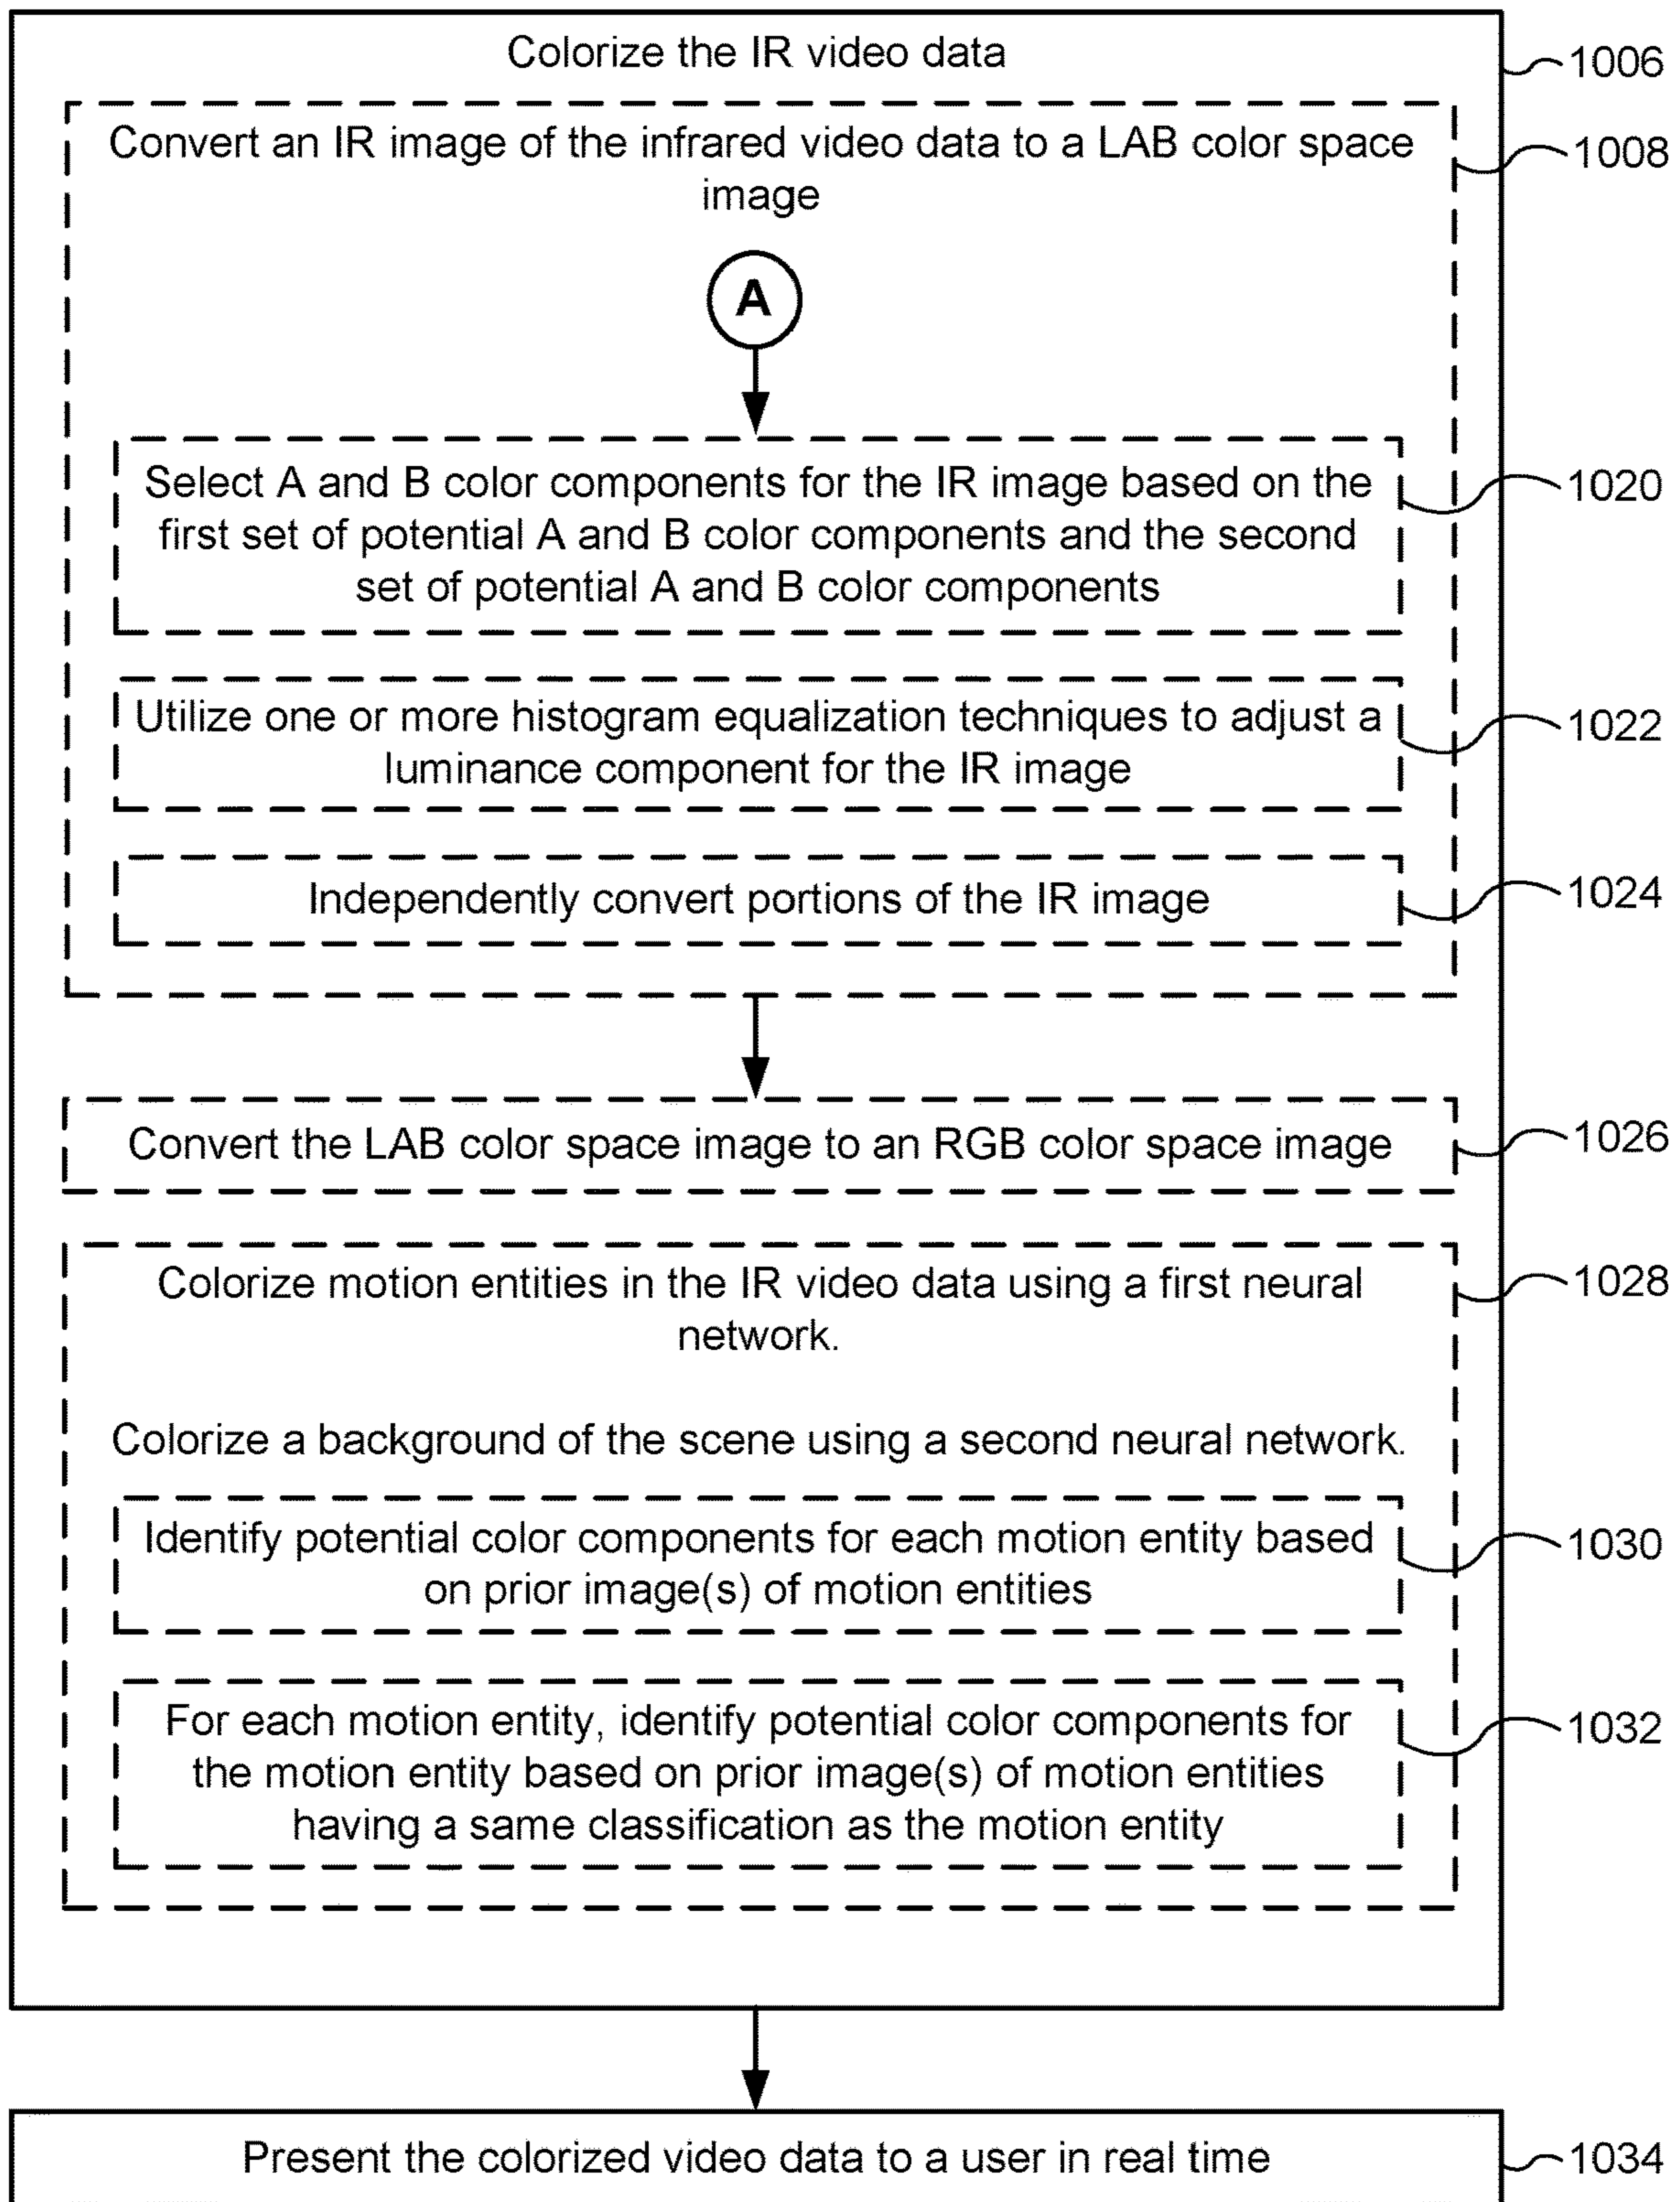 Colorize the IR video data
1006
Convert an IR image of the infrared video data to a LAB color space
image
1008
A
Select A and B color components for the IR image based on the
first set of potential A and B color components and the second
set of potential A and B color components
1020
Utilize one or more histogram equalization techniques to adjust a
luminance component for the IR image
1022
Independently convert portions of the IR image
1024
Convert the LAB color space image to an RGB color space image
1026
Colorize motion entities in the IR video data using a first neural
network.
1028
Colorize a background of the scene using a second neural network.
Identify potential color components for each motion entity based
on prior image(s) of motion entities
1030
For each motion entity, identify potential color components for
the motion entity based on prior image(s) of motion entities
having a same classification as the motion entity
1032
Present the colorized video data to a user in real time
1034